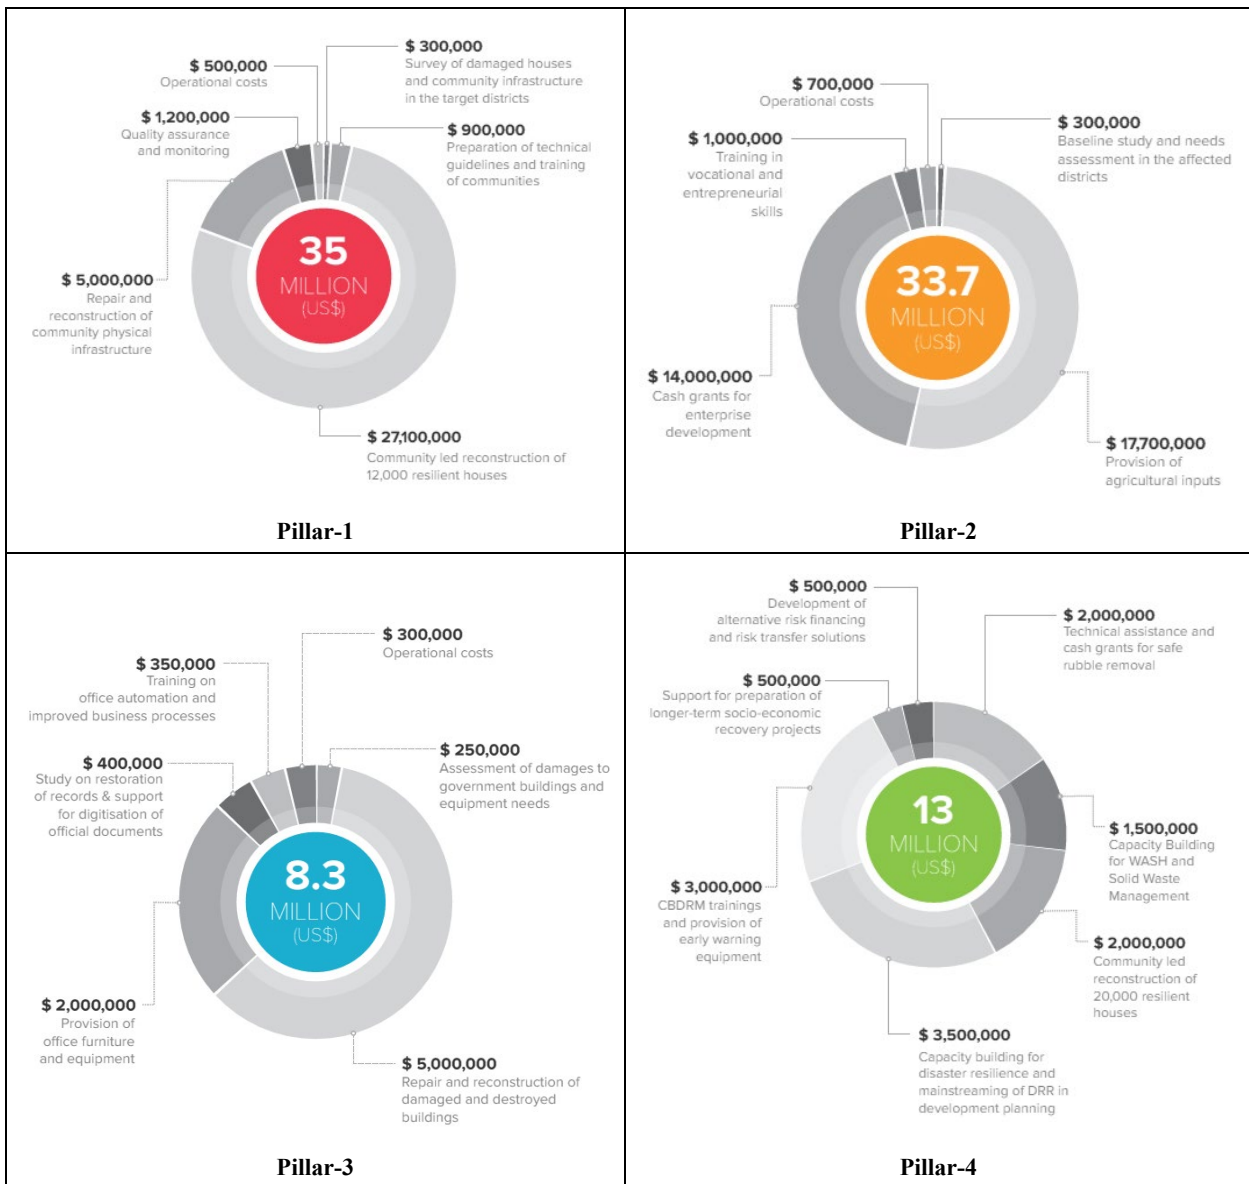 $ 300,000
Survey of damaged houses
and community infrastructure
in the target districts
$ 500,000
Operational costs
$ 1,200,000
Quality assurance
and monitoring
$ 900,000
Preparation of technical
guidelines and training
of communities
35
MILLION
(US$)
$ 5,000,000
Repair and
reconstruction of
community physical
infrastructure
$ 27,100,000
Community led reconstruction of
12,000 resilient houses
Pillar-1
$ 700,000
Operational costs
$ 1,000,000
Training in
vocational and
entrepreneurial
skills
$ 300,000
Baseline study and needs
assessment in the affected
districts
33.7
MILLION
(US$)
$ 14,000,000
Cash grants for
enterprise
development
$ 17,700,000
Provision of
agricultural inputs
Pillar-2
$ 300,000
Operational costs
$ 350,000
Training on
office automation and
improved business processes
$ 250,000
Assessment of damages to
government buildings and
equipment needs
$ 400,000
Study on restoration
of records & support
for digitisation of
official documents
8.3
MILLION
(US$)
$ 2,000,000
Provision of
office furniture
and equipment
$ 5,000,000
Repair and reconstruction of
damaged and destroyed
buildings
Pillar-3
$ 500,000
Development of
alternative risk financing
and risk transfer solutions
$ 2,000,000
Technical assistance and
cash grants for safe
rubble removal
$ 500,000
Support for preparation of
longer-term socio-economic
recovery projects
13
MILLION
(US$)
$ 1,500,000
Capacity Building
for WASH and
Solid Waste
Management
$ 3,000,000
CBDRM trainings
and provision of
early warning
equipment
$ 2,000,000
Community led
reconstruction of
20,000 resilient
houses
$ 3,500,000
Capacity building for
disaster resilience and
mainstreaming of DRR in
development planning
Pillar-4